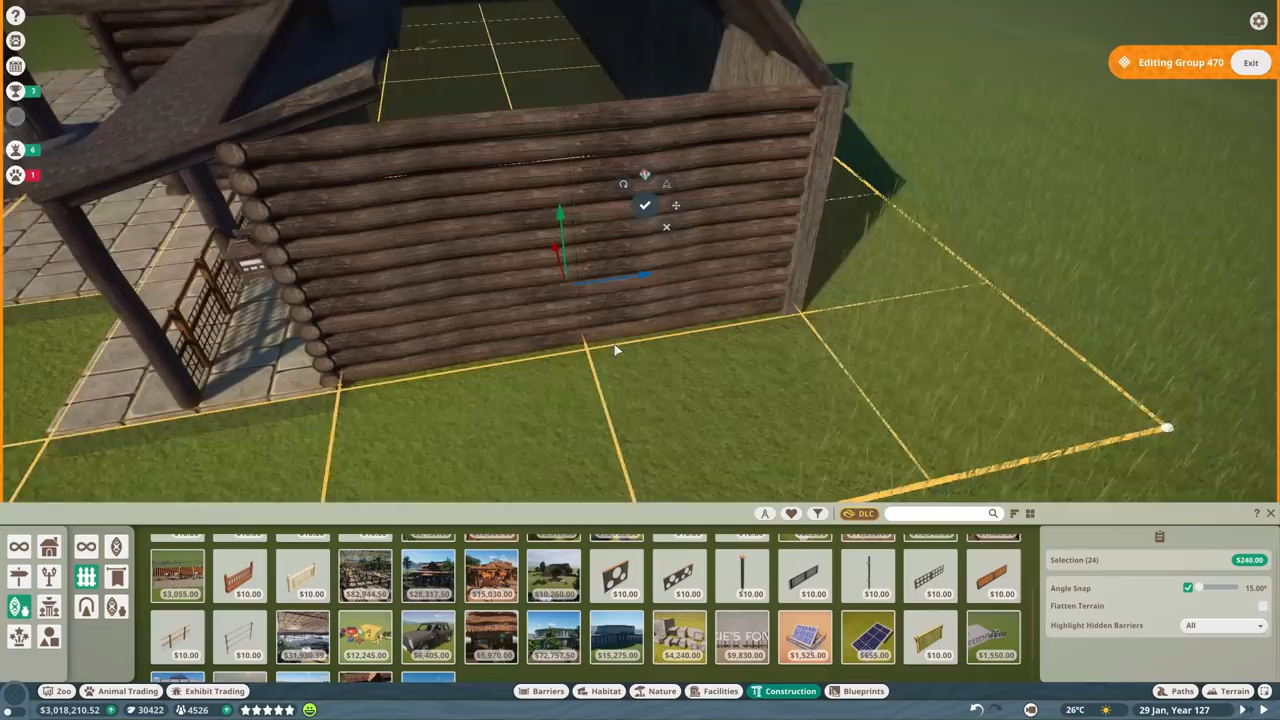 Editing Group 470
Exit
3
6
1
DLC
$3,055.00
$10.00
$10.00
$82,944.50
$28,317.50
$15,030.00
$10,260.00
$10.00
$10.00
$10.00
$10.00
$10.00
$10.00
$10.00
$10.00
$10.00
$31,930.39
$12,245.00
$6,405.00
$5,970.00
$72,757.50
$15,275.00
$4,240.00
$9,830.00
$1,525.00
$655.00
$10.00
$1,550.00
Selection (24)
$240.00
Angle Snap
15.00°
Flatten Terrain
Highlight Hidden Barriers
All
Zoo
Animal Trading
Exhibit Trading
Barriers
Habitat
Nature
Facilities
Construction
Blueprints
Paths
Terrain
$3,018,210.52
30422
4526
26°C
29 Jan, Year 127